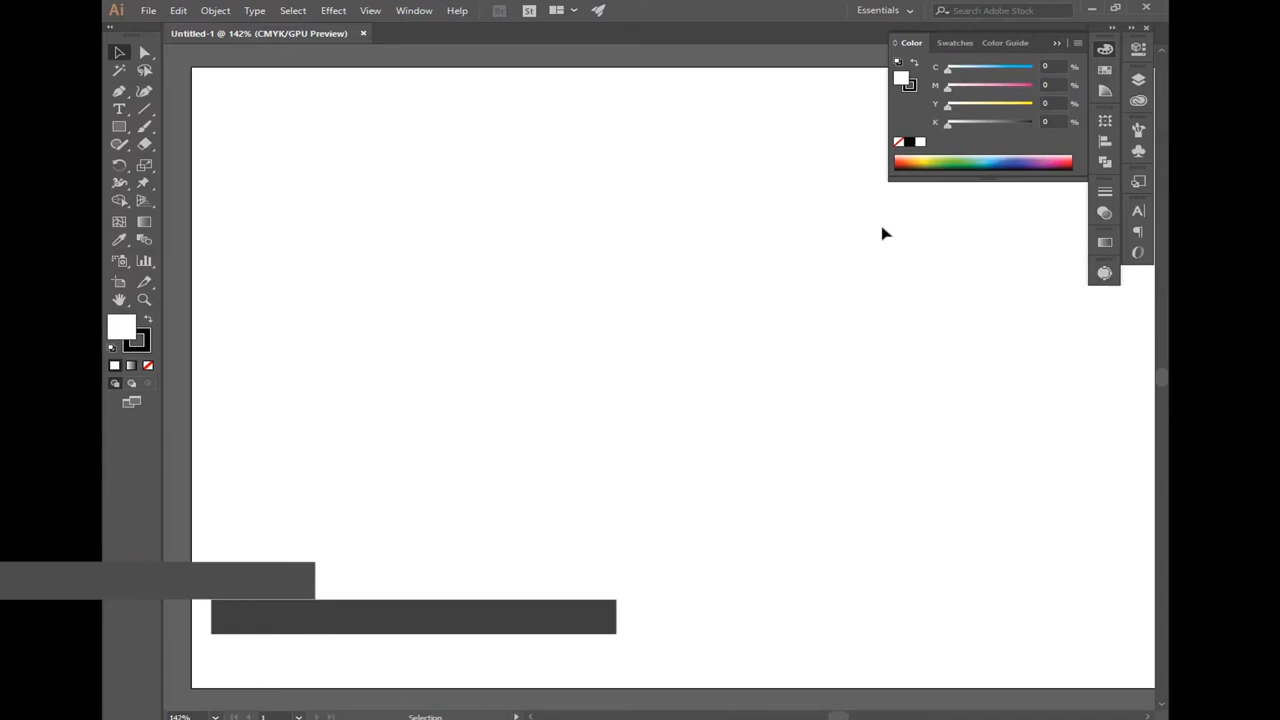 Ai File Edit Object Type Select Effect View Window Help Br St Essentials Search Adobe Stock
Untitled-1 @ 142% (CMYK/GPU Preview)
Color Swatches Color Guide
C 0 %
M 0 %
Y 0 %
K 0 %
142% 1 Selection